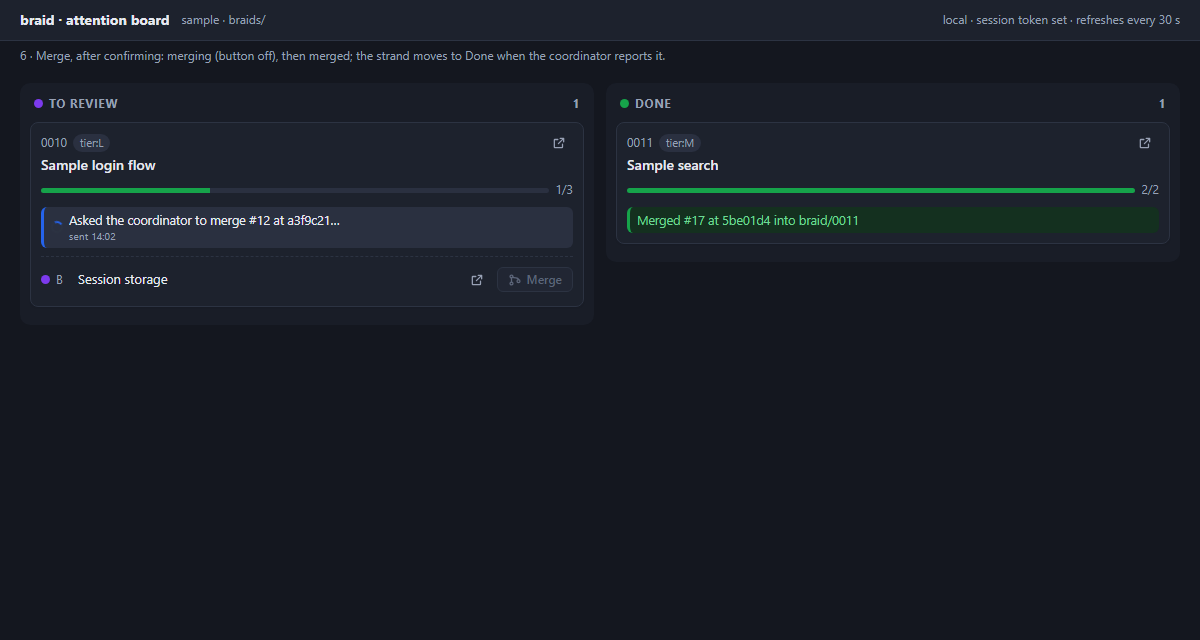 braid · attention board sample · braids/ local · session token set · refreshes every 30 s
6 · Merge, after confirming: merging (button off), then merged; the strand moves to Done when the coordinator reports it.
TO REVIEW 1
0010 tier:L
Sample login flow
1/3
Asked the coordinator to merge #12 at a3f9c21...
sent 14:02
B Session storage Merge
DONE 1
0011 tier:M
Sample search
2/2
Merged #17 at 5be01d4 into braid/0011